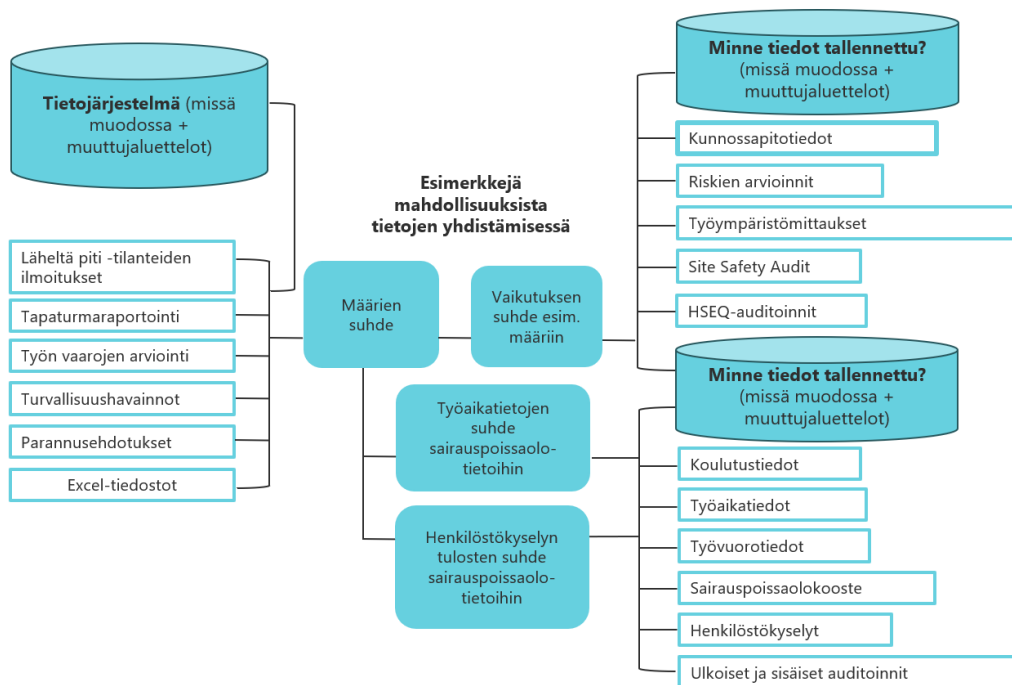 Tietojärjestelmä (missä
muodossa +
muuttujaluettelot)
Läheltä piti -tilanteiden
ilmoitukset
Tapaturmaraportointi
Työn vaarojen arviointi
Turvallisuushavainnot
Parannusehdotukset
Excel-tiedostot
Esimerkkejä
mahdollisuuksista
tietojen yhdistämisessä
Määrien
suhde
Vaikutuksen
suhde esim.
määriin
Työaikatietojen
suhde
sairauspoissaolo-
tietoihin
Henkilöstökyselyn
tulosten suhde
sairauspoissaolo-
tietoihin
Minne tiedot tallennettu?
(missä muodossa +
muuttujaluettelot)
Kunnossapitotiedot
Riskien arvioinnit
Työympäristömittaukset
Site Safety Audit
HSEQ-auditoinnit
Minne tiedot tallennettu?
(missä muodossa +
muuttujaluettelot)
Koulutustiedot
Työaikatiedot
Työvuorotiedot
Sairauspoissaolokooste
Henkilöstökyselyt
Ulkoiset ja sisäiset auditoinnit